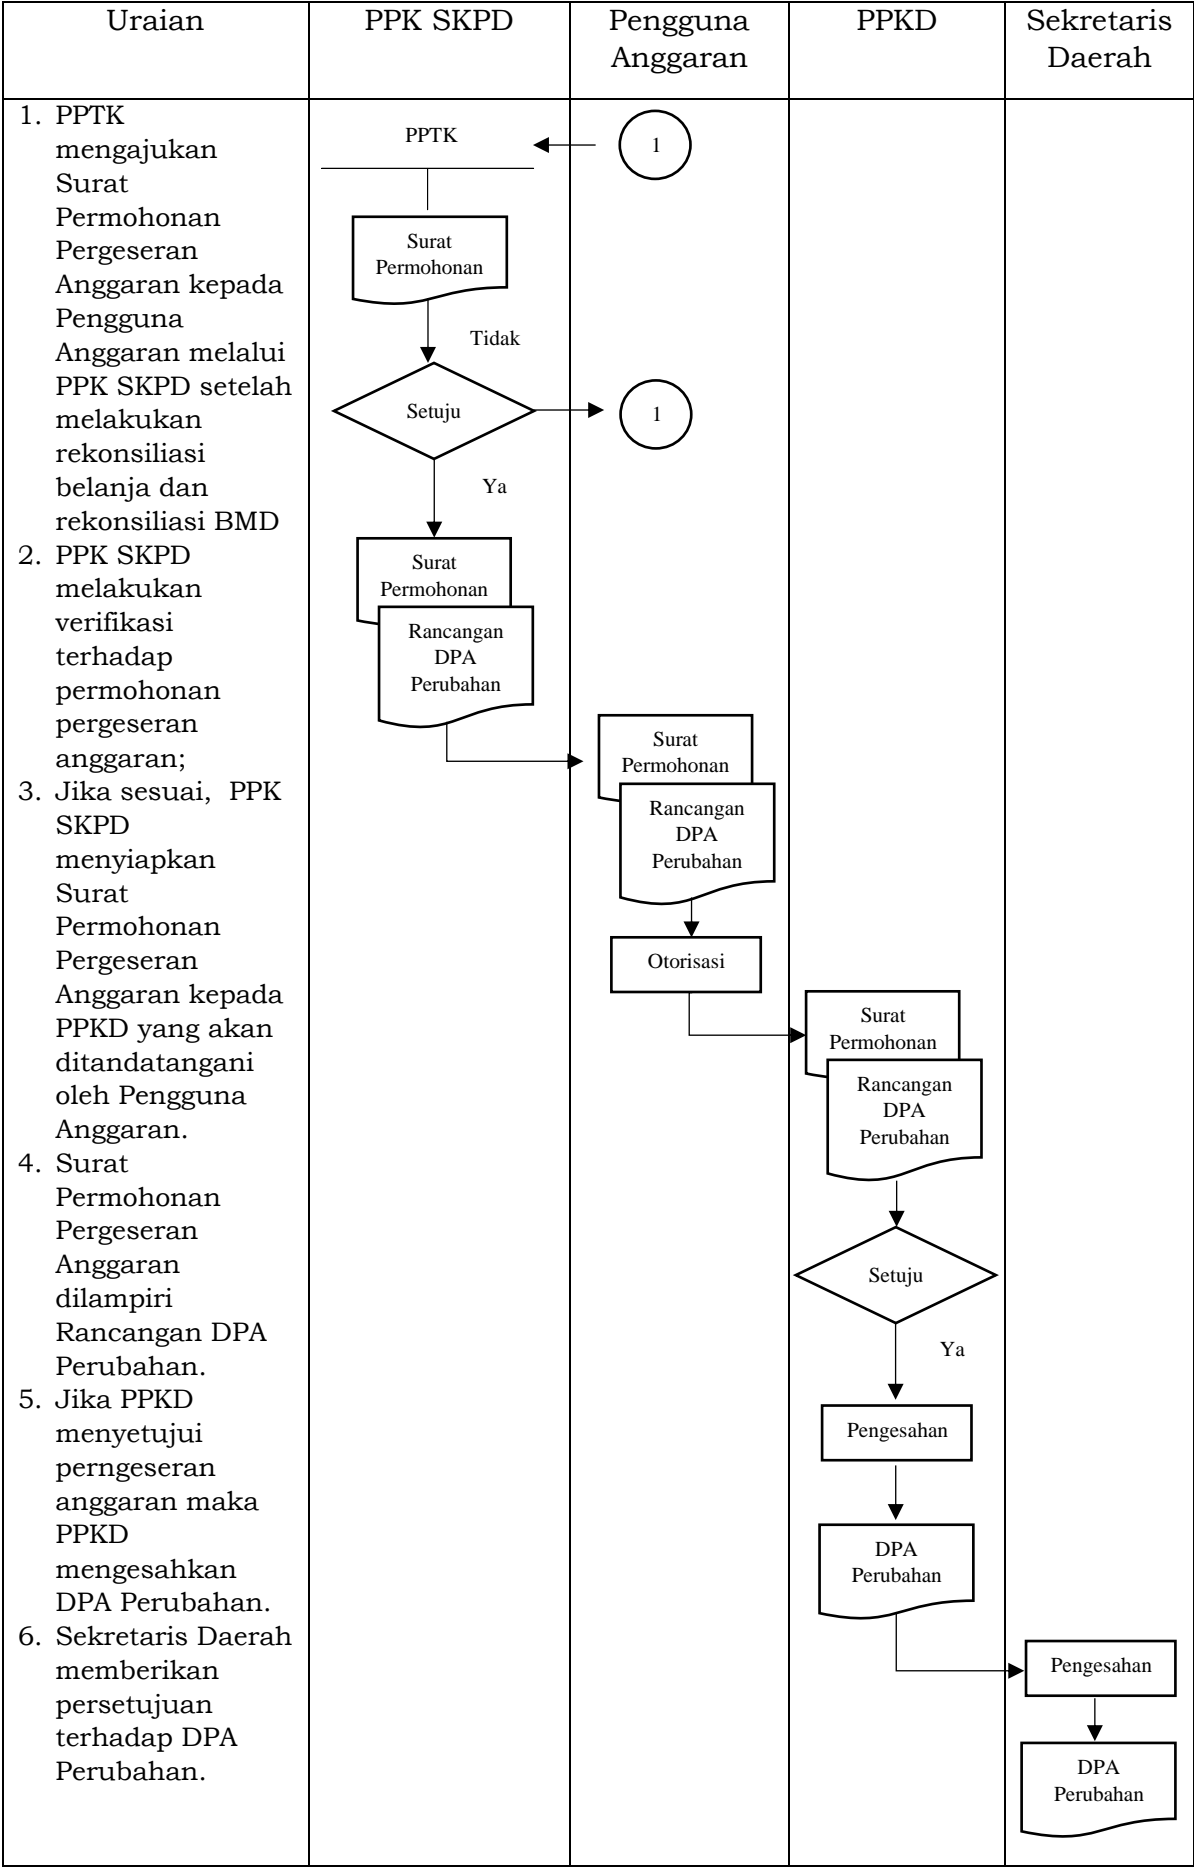 Uraian
PPK SKPD
Pengguna
Anggaran
PPKD
Sekretaris
Daerah
1. PPTK
mengajukan
Surat
Permohonan
Pergeseran
Anggaran kepada
Pengguna
Anggaran melalui
PPK SKPD setelah
melakukan
rekonsiliasi
belanja dan
rekonsiliasi BMD
2. PPK SKPD
melakukan
verifikasi
terhadap
permohonan
pergeseran
anggaran;
3. Jika sesuai, PPK
SKPD
menyiapkan
Surat
Permohonan
Pergeseran
Anggaran kepada
PPKD yang akan
ditandatangani
oleh Pengguna
Anggaran.
4. Surat
Permohonan
Pergeseran
Anggaran
dilampiri
Rancangan DPA
Perubahan.
5. Jika PPKD
menyetujui
perngeseran
anggaran maka
PPKD
mengesahkan
DPA Perubahan.
6. Sekretaris Daerah
memberikan
persetujuan
terhadap DPA
Perubahan.
PPTK
1
Surat
Permohonan
Tidak
Setuju
1
Ya
Surat
Permohonan
Rancangan
DPA
Perubahan
Surat
Permohonan
Rancangan
DPA
Perubahan
Otorisasi
Surat
Permohonan
Rancangan
DPA
Perubahan
Setuju
Ya
Pengesahan
DPA
Perubahan
Pengesahan
DPA
Perubahan